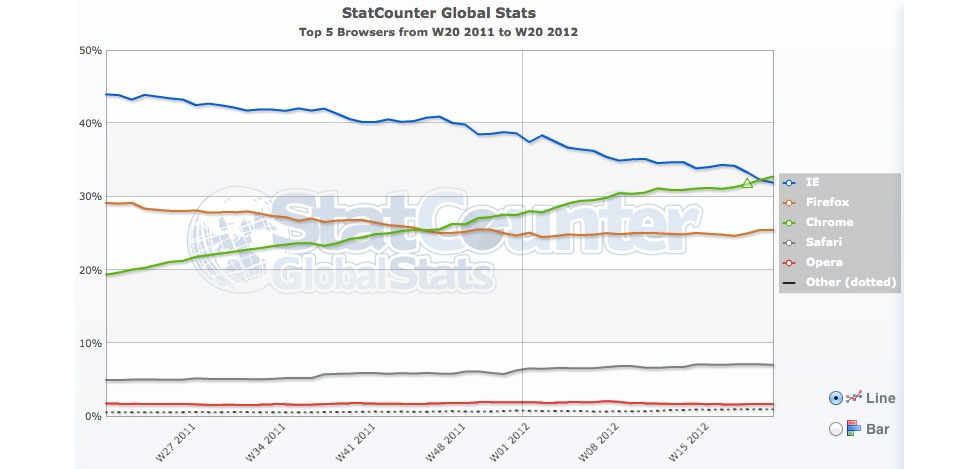 StatCounter Global Stats
Top 5 Browsers from W20 2011 to W20 2012
50%
40%
30%
20%
10%
0%
StatCounter
GlobalStats
IE
Firefox
Chrome
Safari
Opera
Other (dotted)
W27 2011
W34 2011
W41 2011
W48 2011
W01 2012
W08 2012
W15 2012
Line
Bar